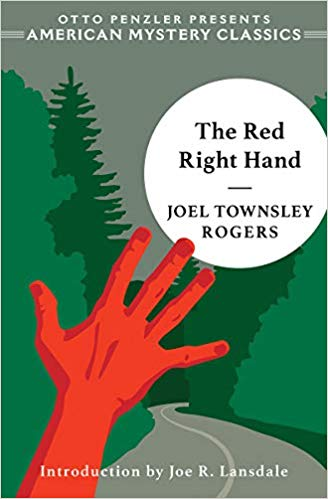 OTTO PENZLER PRESENTS
AMERICAN MYSTERY CLASSICS
The Red
Right Hand
JOEL TOWNSLEY
ROGERS
Introduction by Joe R. Lansdale